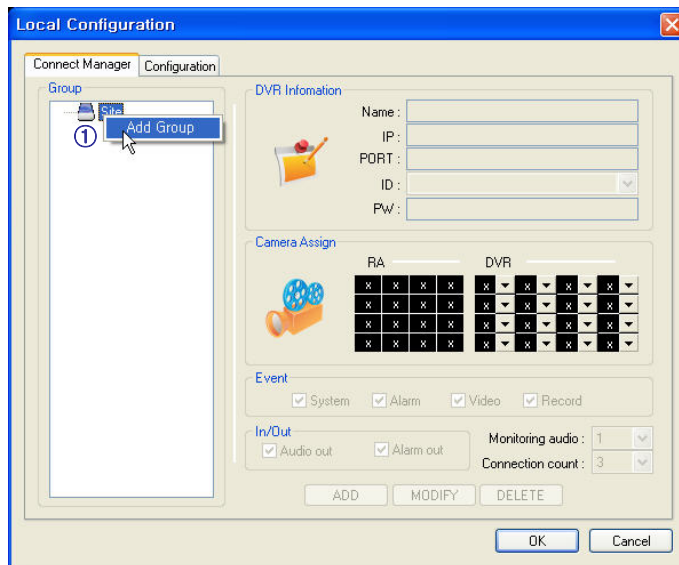 Local Configuration
Connect Manager
Configuration
Group
Site
Add Group
①
DVR Infomation
Name :
IP :
PORT :
ID :
PW :
Camera Assign
RA
DVR
x x x x x x x x
x x x x x x x x
x x x x x x x x
x x x x x x x x
Event
System
Alarm
Video
Record
In/Out
Audio out
Alarm out
Monitoring audio : 1
Connection count : 3
ADD
MODIFY
DELETE
OK
Cancel